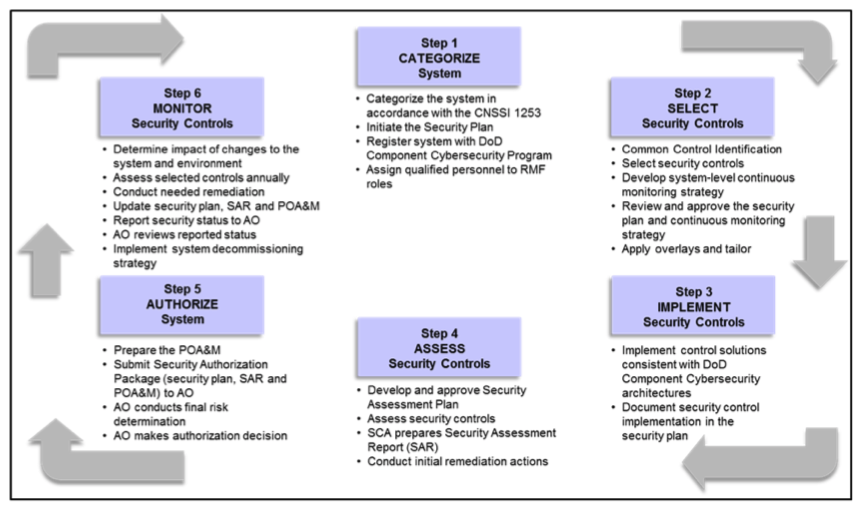 Step 1
CATEGORIZE
System
• Categorize the system in
accordance with the CNSSI 1253
• Initiate the Security Plan
• Register system with DoD
Component Cybersecurity Program
• Assign qualified personnel to RMF
roles
Step 2
SELECT
Security Controls
• Common Control Identification
• Select security controls
• Develop system-level continuous
monitoring strategy
• Review and approve the security
plan and continuous monitoring
strategy
• Apply overlays and tailor
Step 3
IMPLEMENT
Security Controls
• Implement control solutions
consistent with DoD
Component Cybersecurity
architectures
• Document security control
implementation in the
security plan
Step 4
ASSESS
Security Controls
• Develop and approve Security
Assessment Plan
• Assess security controls
• SCA prepares Security Assessment
Report (SAR)
• Conduct initial remediation actions
Step 5
AUTHORIZE
System
• Prepare the POA&M
• Submit Security Authorization
Package (security plan, SAR and
POA&M) to AO
• AO conducts final risk
determination
• AO makes authorization decision
Step 6
MONITOR
Security Controls
• Determine impact of changes to the
system and environment
• Assess selected controls annually
• Conduct needed remediation
• Update security plan, SAR and POA&M
• Report security status to AO
• AO reviews reported status
• Implement system decommissioning
strategy